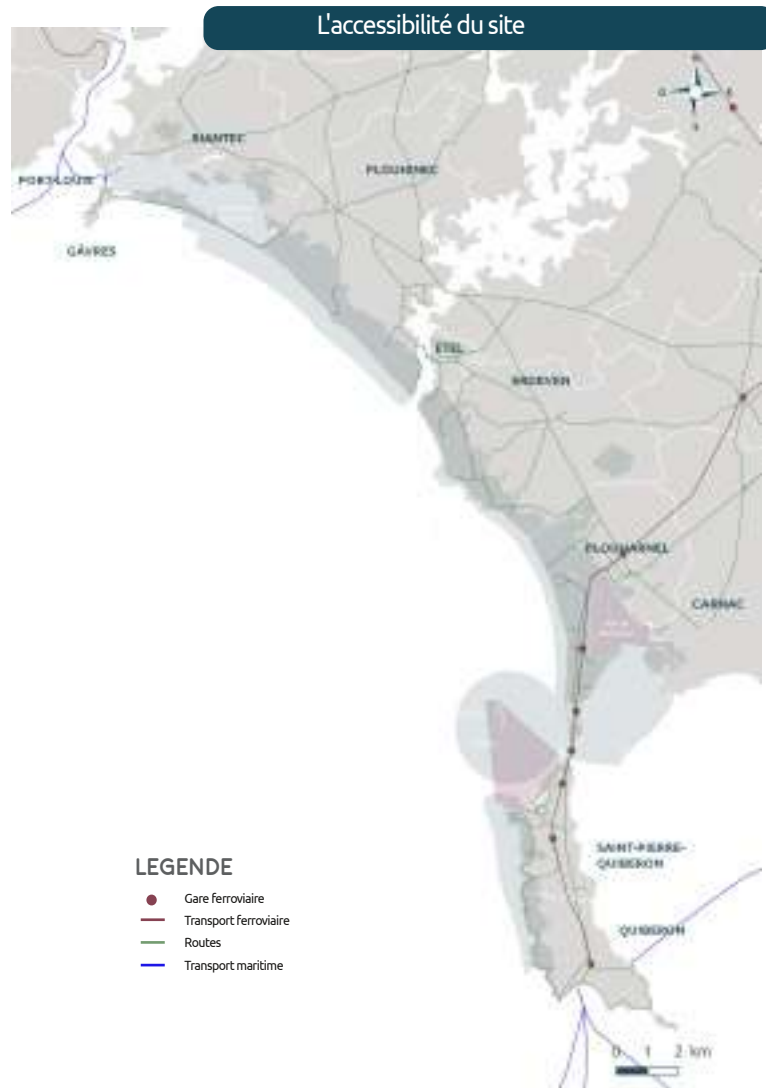 L'accessibilité du site
RIANTEC
PLOUHINEC
PORT-LOUIS
GÂVRES
ETEL
ERDEVEN
PLOUHARNEL
CARNAC
SAINT-PIERRE-
QUIBERON
QUIBERON
LEGENDE
Gare ferroviaire
Transport ferroviaire
Routes
Transport maritime
0 1 2 km